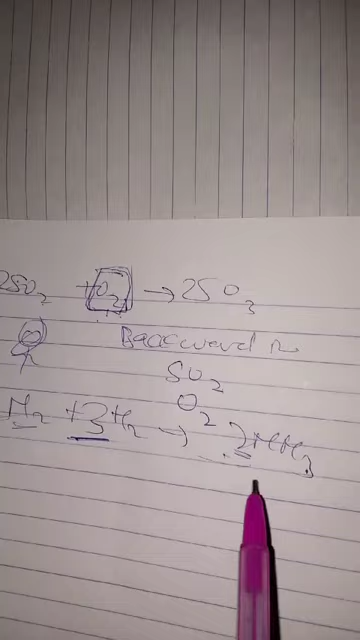 2SO2 + O2 → 2SO3
Backward
SO2
O2
N2 + 3H2 → 2NH3